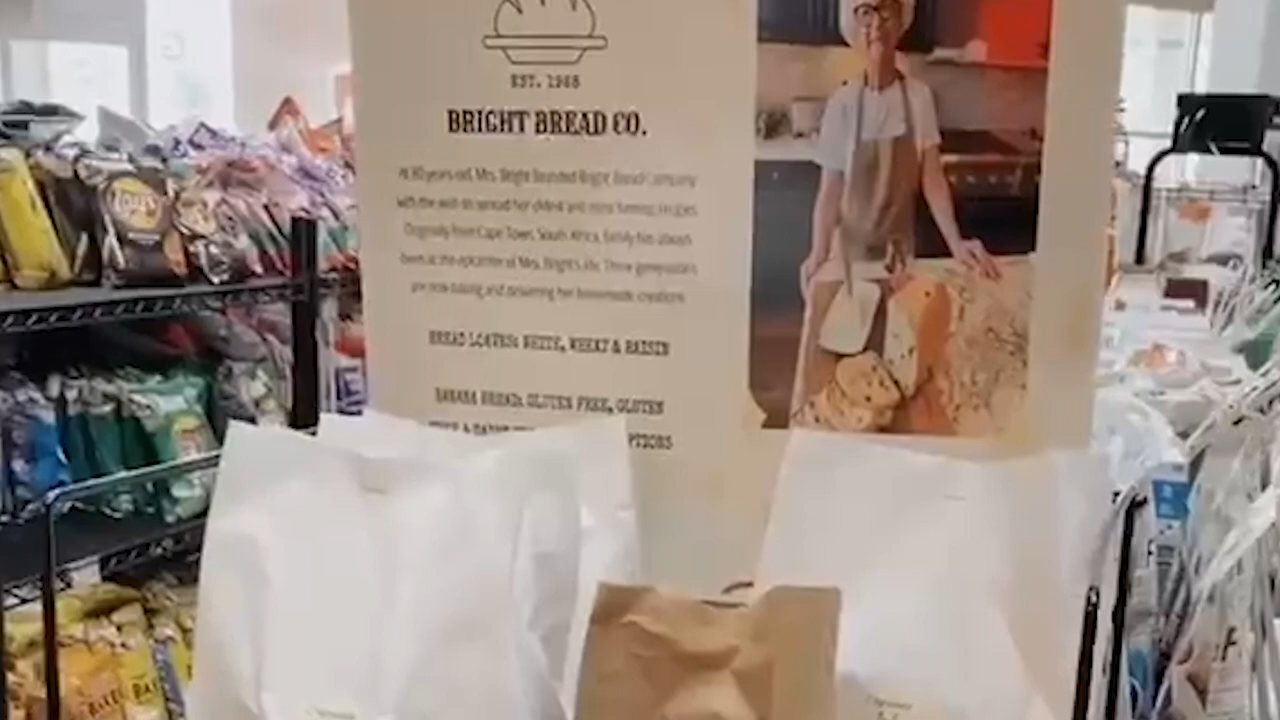 EST. 1988
BRIGHT BREAD CO.
At 80 years old, Mrs. Bright founded Bright Bread Company
with the wish to spread her oldest and most famous recipes
Originally from Cape Town, South Africa, family has always
been at the epicenter of Mrs. Bright's life. Three generations
are now baking and delivering her homemade creations
BREAD LOAVES: WHITE, WHEAT & RAISIN
BANANA BREAD: GLUTEN FREE, GLUTEN
FREE & DAIRY
Lay's